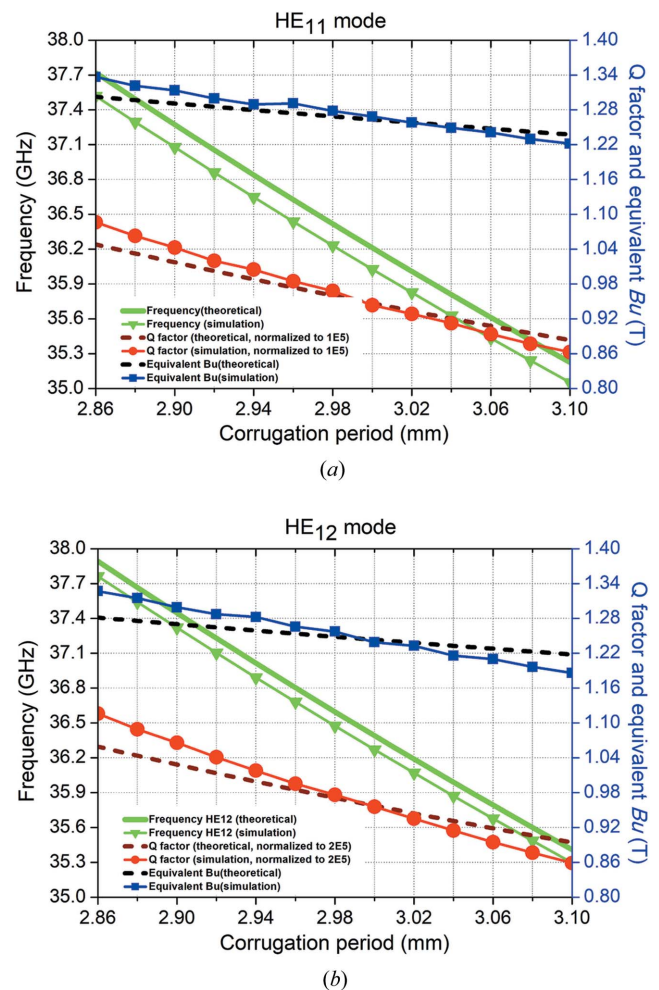 HE11 mode
38.0
37.7
37.4
37.1
36.8
36.5
36.2
35.9
35.6
35.3
35.0
Frequency (GHz)
1.40
1.34
1.28
1.22
1.16
1.10
1.04
0.98
0.92
0.86
0.80
Q factor and equivalent Bu (T)
Frequency(theoretical)
Frequency (simulation)
Q factor (theoretical, normalized to 1E5)
Q factor (simulation, normalized to 1E5)
Equivalent Bu(theoretical)
Equivalent Bu(simulation)
2.86 2.90 2.94 2.98 3.02 3.06 3.10
Corrugation period (mm)
(a)
HE12 mode
38.0
37.7
37.4
37.1
36.8
36.5
36.2
35.9
35.6
35.3
35.0
Frequency (GHz)
1.40
1.34
1.28
1.22
1.16
1.10
1.04
0.98
0.92
0.86
0.80
Q factor and equivalent Bu (T)
Frequency HE12 (theoretical)
Frequency HE12 (simulation)
Q factor (theoretical, normalized to 2E5)
Q factor (simulation, normalized to 2E5)
Equivalent Bu(theoretical)
Equivalent Bu(simulation)
2.86 2.90 2.94 2.98 3.02 3.06 3.10
Corrugation period (mm)
(b)